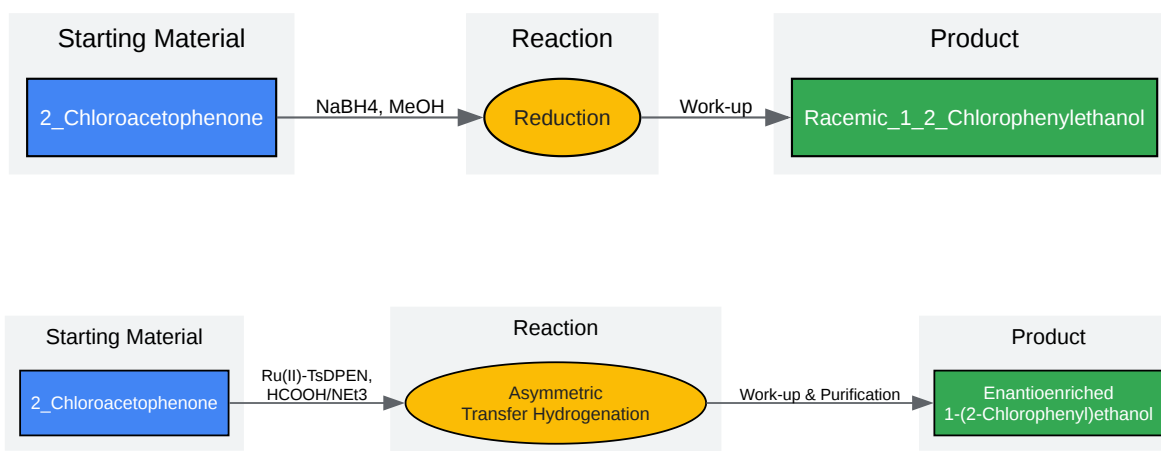 Starting Material
Reaction
Product
2_Chloroacetophenone
NaBH4, MeOH
Reduction
Work-up
Racemic_1_2_Chlorophenylethanol
Starting Material
Reaction
Product
2_Chloroacetophenone
Ru(II)-TsDPEN,
HCOOH/NEt3
Asymmetric
Transfer Hydrogenation
Work-up & Purification
Enantioenriched
1-(2-Chlorophenyl)ethanol